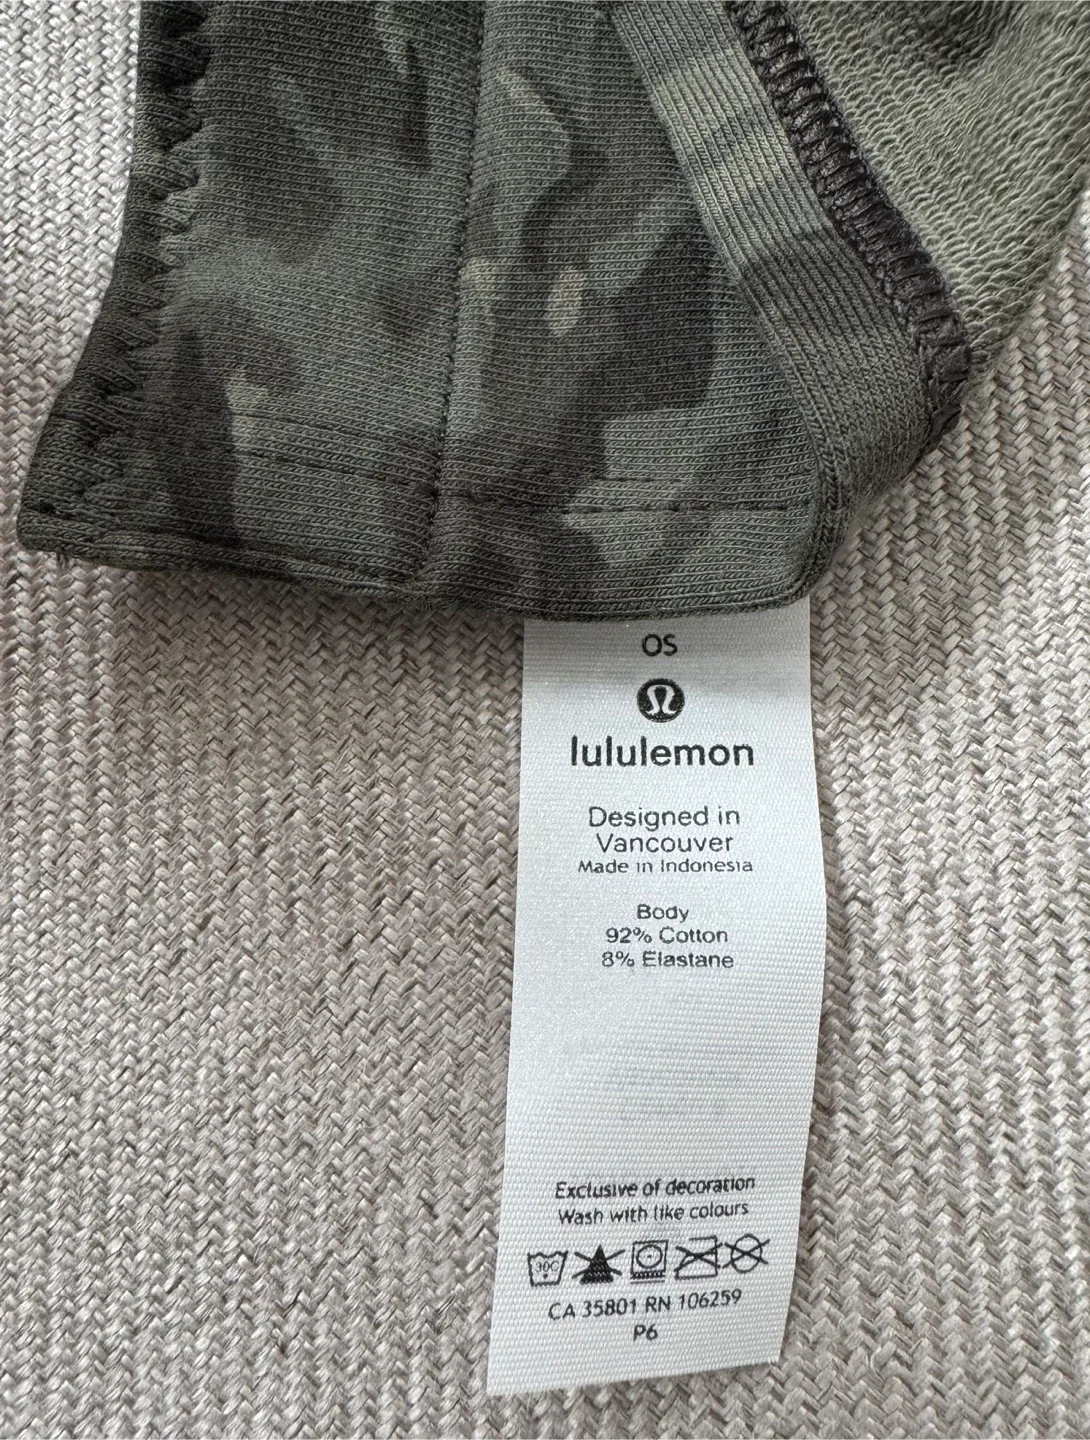 OS
lululemon
Designed in
Vancouver
Made in Indonesia
Body
92% Cotton
8% Elastane
Exclusive of decoration
Wash with like colours
30C
CA 35801 RN 106259
P6